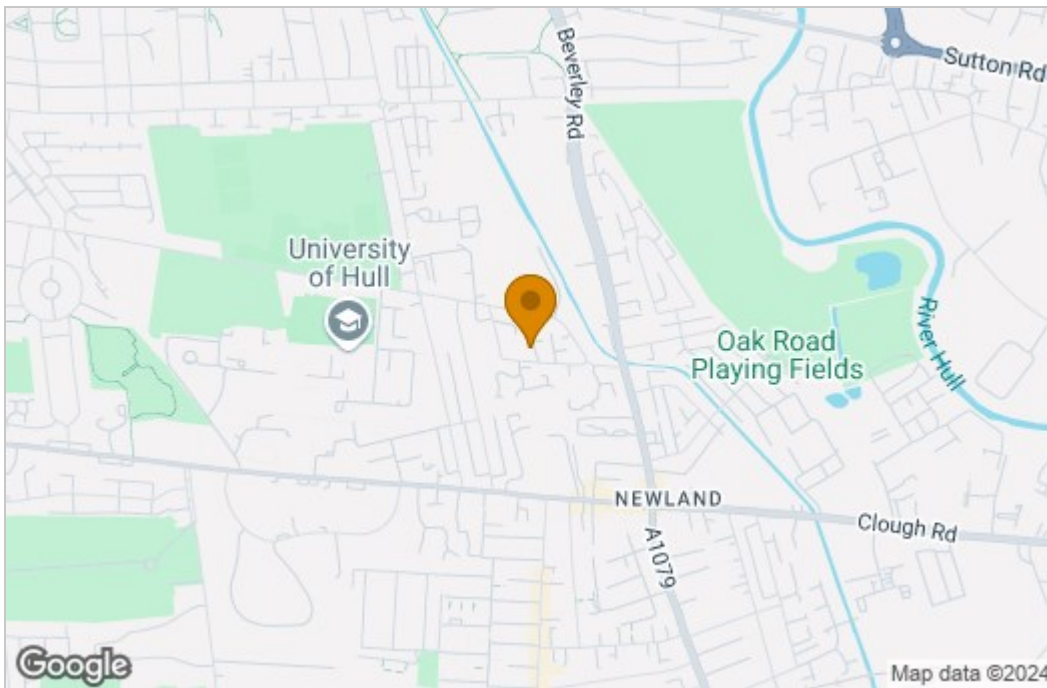 Beverley Rd
Sutton Rd
University
of Hull
Oak Road
Playing Fields
River Hull
NEWLAND
Clough Rd
A1079
Google
Map data ©2024